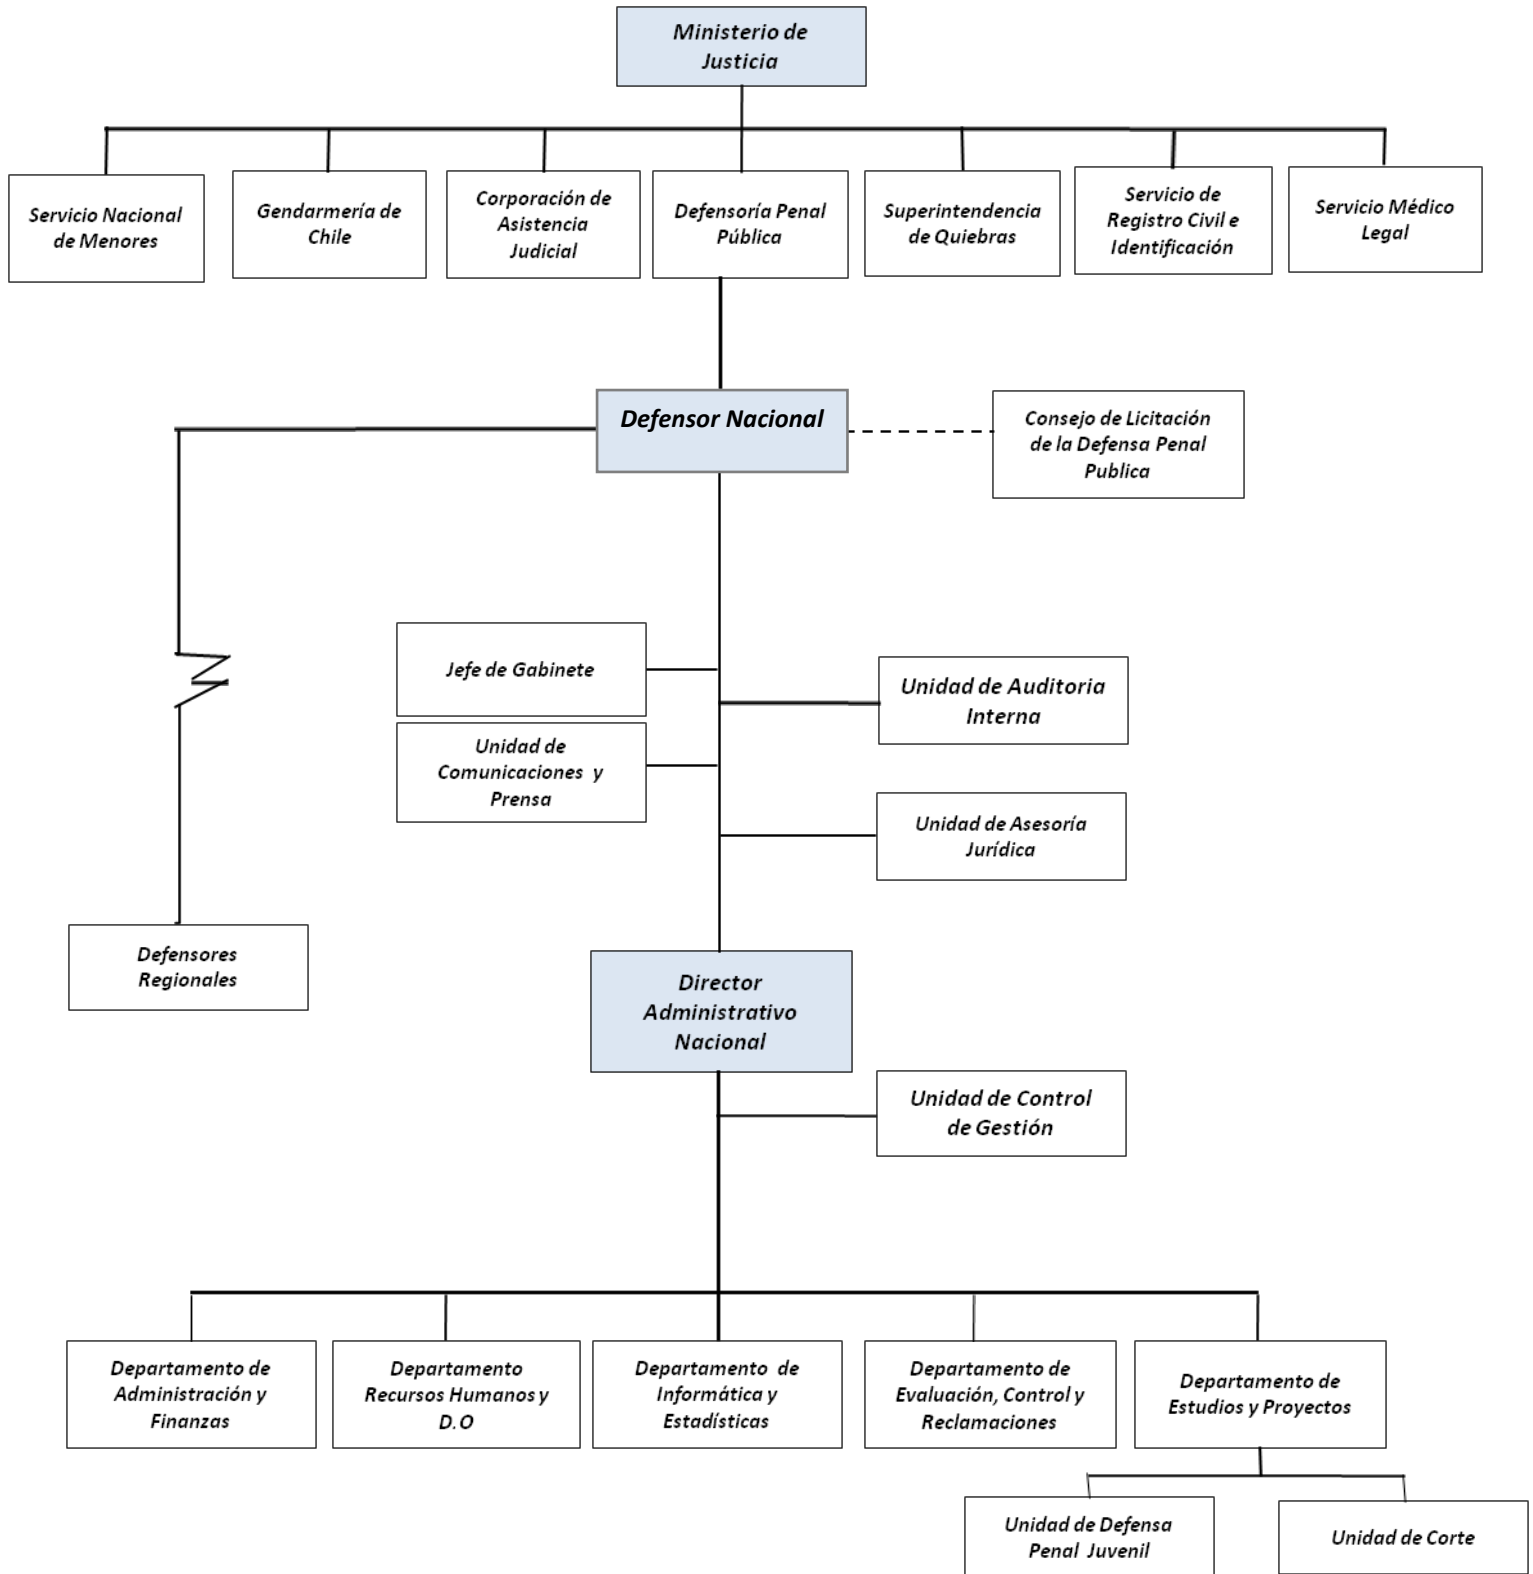 Ministerio de
Justicia
Servicio Nacional
de Menores
Gendarmería de
Chile
Corporación de
Asistencia
Judicial
Defensoría Penal
Pública
Superintendencia
de Quiebras
Servicio de
Registro Civil e
Identificación
Servicio Médico
Legal
Defensor Nacional
Consejo de Licitación
de la Defensa Penal
Publica
Jefe de Gabinete
Unidad de Auditoria
Interna
Unidad de
Comunicaciones y
Prensa
Unidad de Asesoría
Jurídica
Defensores
Regionales
Director
Administrativo
Nacional
Unidad de Control
de Gestión
Departamento de
Administración y
Finanzas
Departamento
Recursos Humanos y
D.O
Departamento de
Informática y
Estadísticas
Departamento de
Evaluación, Control y
Reclamaciones
Departamento de
Estudios y Proyectos
Unidad de Defensa
Penal Juvenil
Unidad de Corte